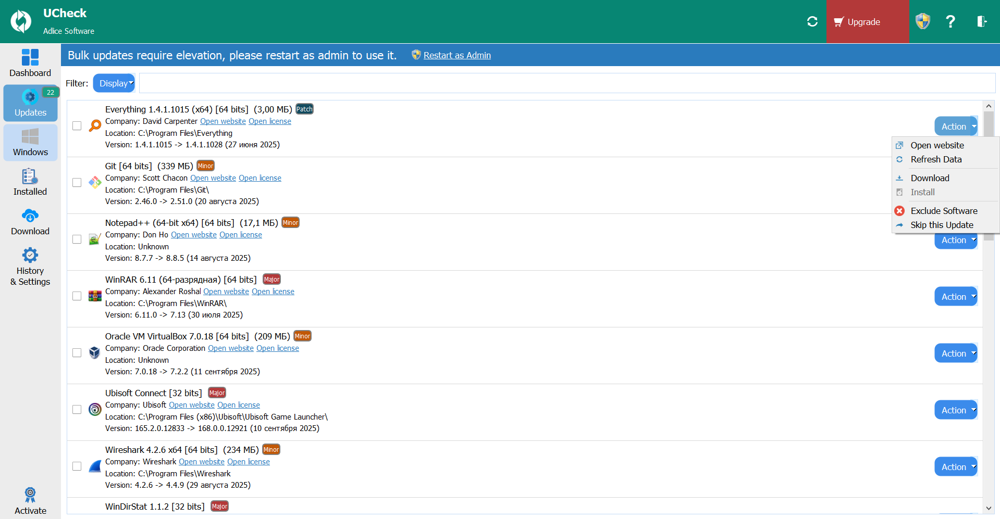 UCheck
Adlice Software
Upgrade
?
Dashboard
22
Updates
Windows
Installed
Download
History
& Settings
Activate
Bulk updates require elevation, please restart as admin to use it. Restart as Admin
Filter: Display
Everything 1.4.1.1015 (x64) [64 bits] (3,00 МБ) Patch
Company: David Carpenter Open website Open license
Location: C:\Program Files\Everything
Version: 1.4.1.1015 -> 1.4.1.1028 (27 июня 2025)
Action
Open website
Refresh Data
Download
Install
Exclude Software
Skip this Update
Git [64 bits] (339 МБ) Minor
Company: Scott Chacon Open website Open license
Location: C:\Program Files\Git\
Version: 2.46.0 -> 2.51.0 (20 августа 2025)
Notepad++ (64-bit x64) [64 bits] (17,1 МБ) Minor
Company: Don Ho Open website Open license
Location: Unknown
Version: 8.7.7 -> 8.8.5 (14 августа 2025)
Action
WinRAR 6.11 (64-разрядная) [64 bits] Major
Company: Alexander Roshal Open website Open license
Location: C:\Program Files\WinRAR\
Version: 6.11.0 -> 7.13 (30 июля 2025)
Action
Oracle VM VirtualBox 7.0.18 [64 bits] (209 МБ) Minor
Company: Oracle Corporation Open website Open license
Location: Unknown
Version: 7.0.18 -> 7.2.2 (11 сентября 2025)
Action
Ubisoft Connect [32 bits] Major
Company: Ubisoft Open website Open license
Location: C:\Program Files (x86)\Ubisoft\Ubisoft Game Launcher\
Version: 165.2.0.12833 -> 168.0.0.12921 (10 сентября 2025)
Action
Wireshark 4.2.6 x64 [64 bits] (234 МБ) Minor
Company: Wireshark Open website Open license
Location: C:\Program Files\Wireshark
Version: 4.2.6 -> 4.4.9 (29 августа 2025)
Action
WinDirStat 1.1.2 [32 bits] Major